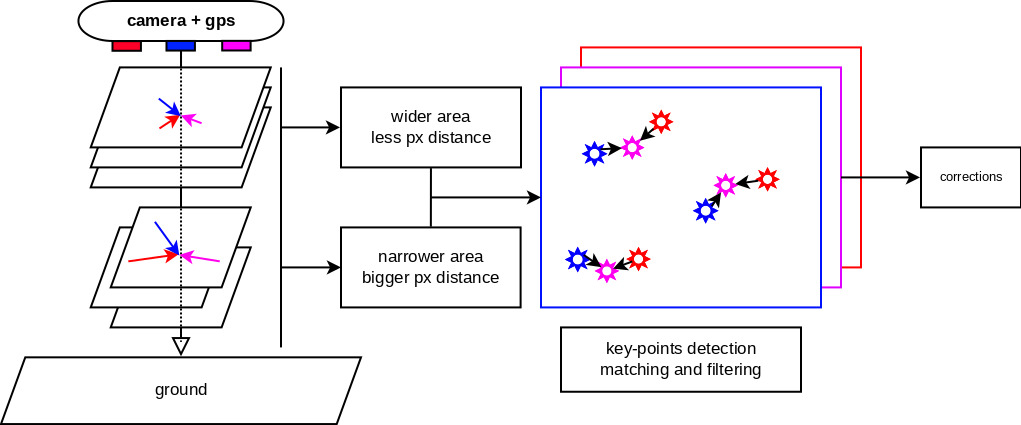 camera + gps
wider area
less px distance
narrower area
bigger px distance
key-points detection
matching and filtering
corrections
ground